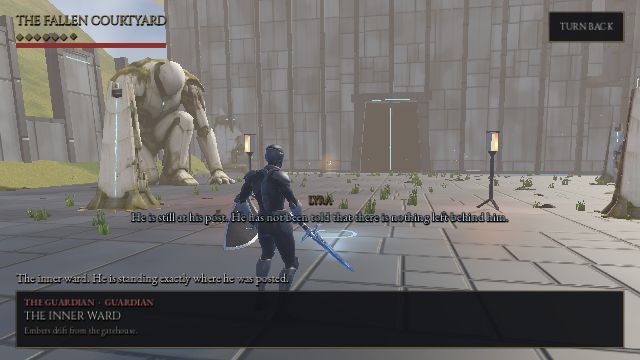 THE FALLEN COURTYARD
TURN BACK
LYRA
He is still at his post. He has not been told that there is nothing left behind him.
The inner ward. He is standing exactly where he was posted.
THE GUARDIAN · GUARDIAN
THE INNER WARD
Embers drift from the gatehouse.